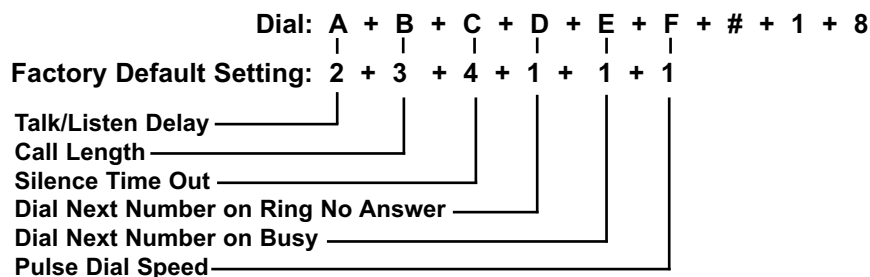 Dial: A + B + C + D + E + F + # + 1 + 8
Factory Default Setting: 2 + 3 + 4 + 1 + 1 + 1
Talk/Listen Delay
Call Length
Silence Time Out
Dial Next Number on Ring No Answer
Dial Next Number on Busy
Pulse Dial Speed